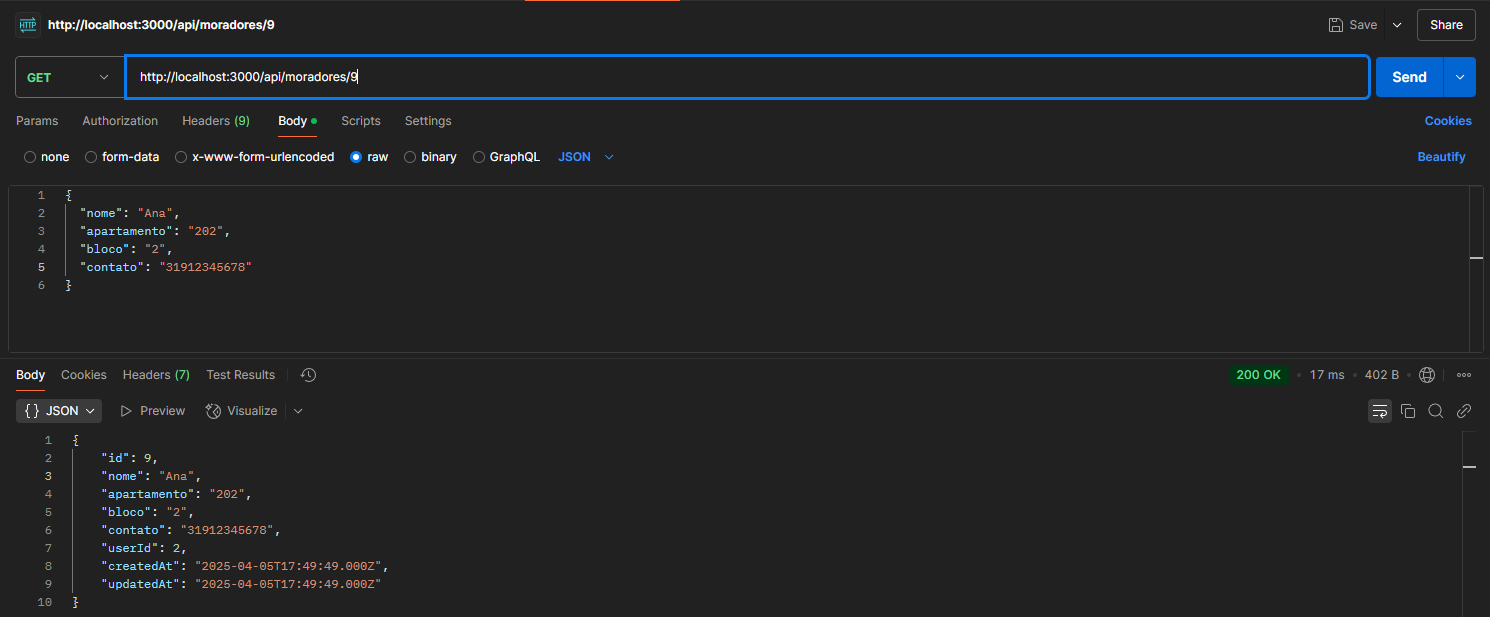 HTTP http://localhost:3000/api/moradores/9 Save Share
GET http://localhost:3000/api/moradores/9 Send
Params Authorization Headers (9) Body Scripts Settings Cookies
none form-data x-www-form-urlencoded raw binary GraphQL JSON Beautify
1 {
2 "nome": "Ana",
3 "apartamento": "202",
4 "bloco": "2",
5 "contato": "31912345678"
6 }
Body Cookies Headers (7) Test Results 200 OK • 17 ms • 402 B •
{} JSON Preview Visualize
1 {
2 "id": 9,
3 "nome": "Ana",
4 "apartamento": "202",
5 "bloco": "2",
6 "contato": "31912345678",
7 "userId": 2,
8 "createdAt": "2025-04-05T17:49:49.000Z",
9 "updatedAt": "2025-04-05T17:49:49.000Z"
10 }